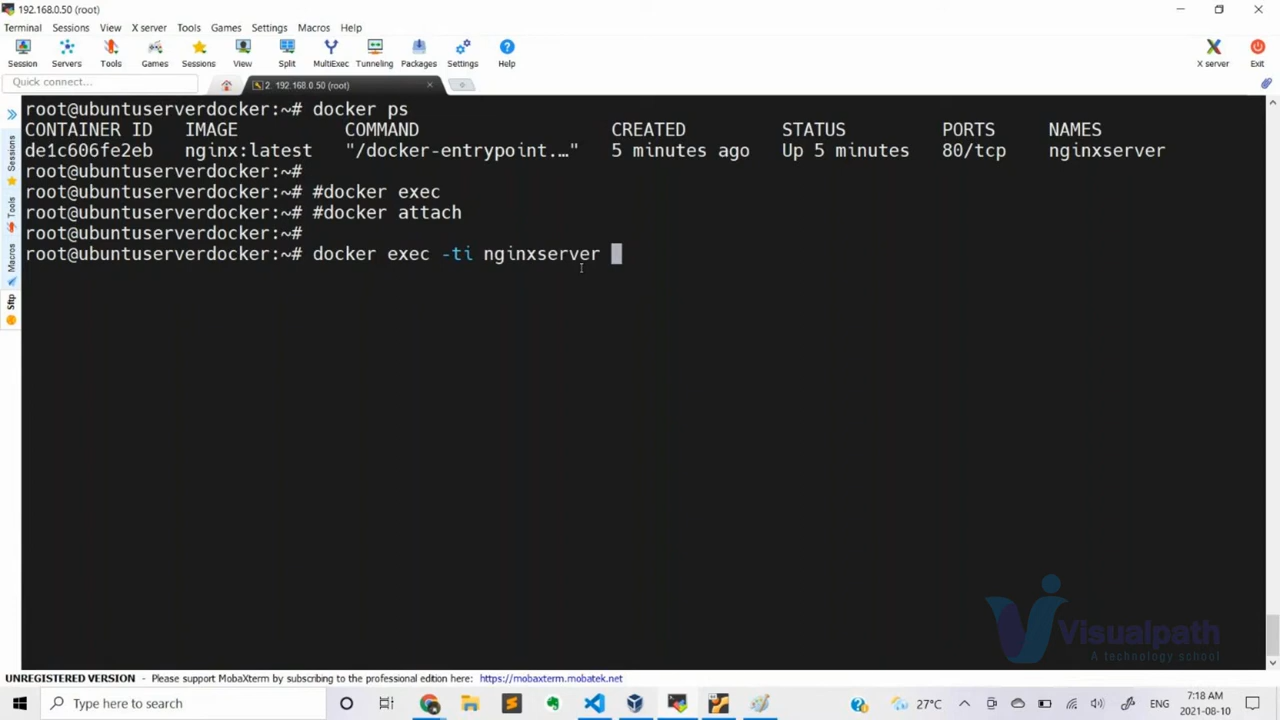 192.168.0.50 (root)
Terminal Sessions View X server Tools Games Settings Macros Help
Session Servers Tools Games Sessions View Split MultiExec Tunneling Packages Settings Help X server Exit
Quick connect...
2. 192.168.0.50 (root)
Sessions
Tools
Macros
Sftp
root@ubuntuserverdocker:~# docker ps
CONTAINER ID IMAGE COMMAND CREATED STATUS PORTS NAMES
de1c606fe2eb nginx:latest "/docker-entrypoint.…" 5 minutes ago Up 5 minutes 80/tcp nginxserver
root@ubuntuserverdocker:~#
root@ubuntuserverdocker:~# #docker exec
root@ubuntuserverdocker:~# #docker attach
root@ubuntuserverdocker:~#
root@ubuntuserverdocker:~# docker exec -ti nginxserver
Visualpath
A technology school
UNREGISTERED VERSION - Please support MobaXterm by subscribing to the professional edition here: https://mobaxterm.mobatek.net
Type here to search
27°C
ENG
7:18 AM
2021-08-10